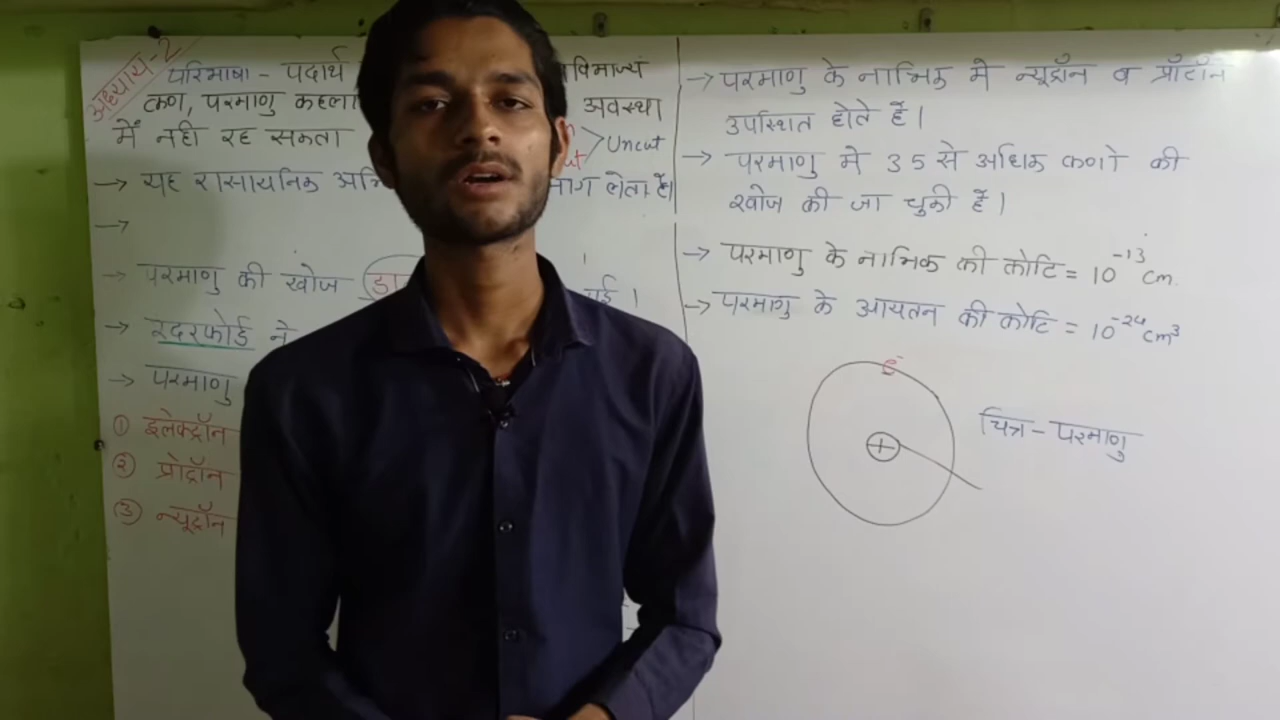 अध्याय-2
परिभाषा - पदार्थ विभाज्य
कण, परमाणु कहला अवस्था
में नही रह सकता
Uncut
→ यह रासायनिक भाग लेता है।
→
→ परमाणु की खोज
→ रदरफोर्ड ने
→ परमाणु
① इलेक्ट्रॉन
② प्रोट्रॉन
③ न्यूट्रॉन
→ परमाणु के नाभिक मे न्यूट्रॉन व प्रोटॉन
उपस्थित होते हैं।
→ परमाणु मे 35 से अधिक कणो की
खोज की जा चुकी हैं।
→ परमाणु के नाभिक की कोटि = 10⁻¹³ cm.
→ परमाणु के आयतन की कोटि = 10⁻²⁴ cm³
e⁻
+
चित्र - परमाणु